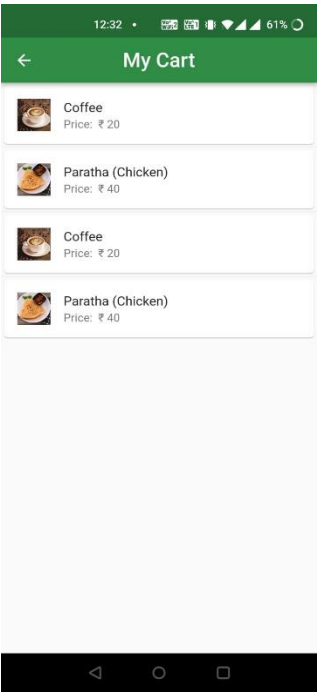 12:32 • 61%
My Cart
Coffee
Price: ₹ 20
Paratha (Chicken)
Price: ₹ 40
Coffee
Price: ₹ 20
Paratha (Chicken)
Price: ₹ 40